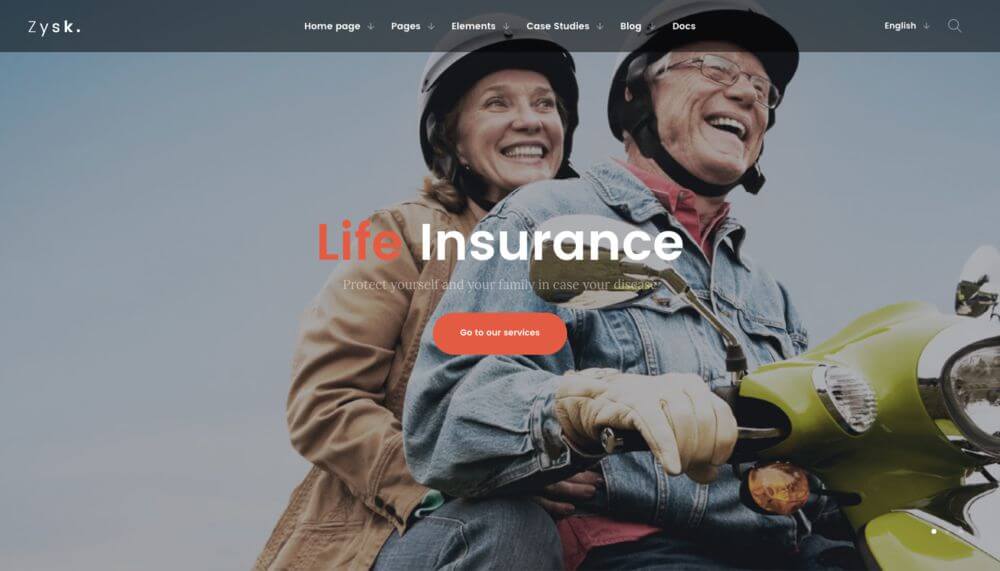 Zysk.
Home page Pages Elements Case Studies Blog Docs English
Life Insurance
Protect yourself and your family in case your disease
Go to our services